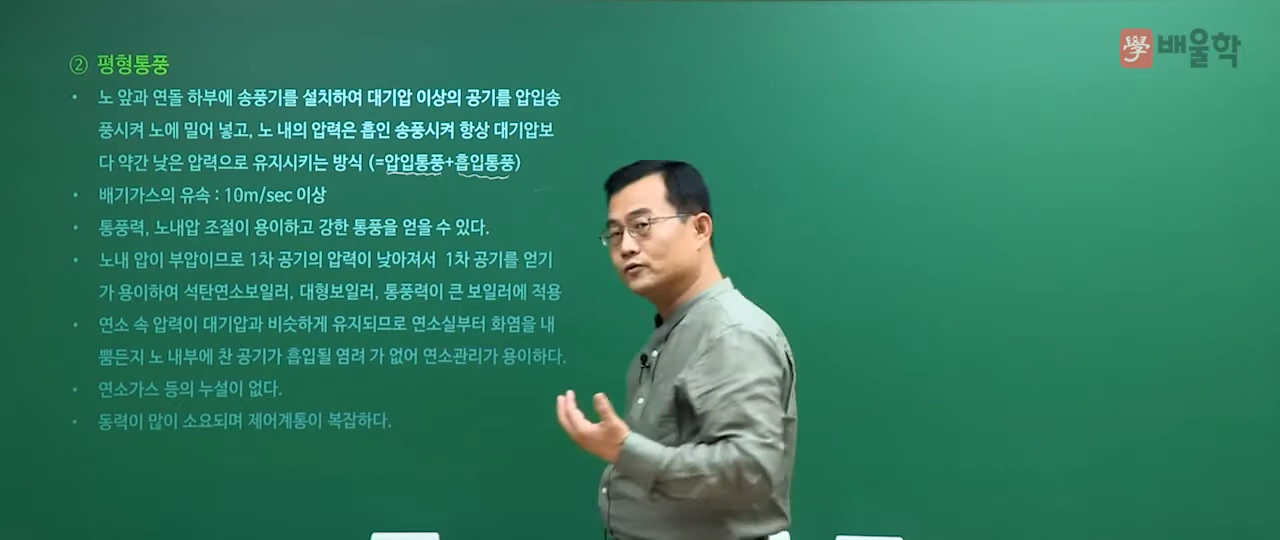 學 배울학
② 평형통풍
• 노 앞과 연돌 하부에 송풍기를 설치하여 대기압 이상의 공기를 압입송
풍시켜 노에 밀어 넣고, 노 내의 압력은 흡인 송풍시켜 항상 대기압보
다 약간 낮은 압력으로 유지시키는 방식 (=압입통풍+흡입통풍)
• 배기가스의 유속 : 10m/sec 이상
• 통풍력, 노내압 조절이 용이하고 강한 통풍을 얻을 수 있다.
• 노내 압이 부압이므로 1차 공기의 압력이 낮아져서 1차 공기를 얻기
가 용이하여 석탄연소보일러, 대형보일러, 통풍력이 큰 보일러에 적용
• 연소 속 압력이 대기압과 비슷하게 유지되므로 연소실부터 화염을 내
뿜든지 노 내부에 찬 공기가 흡입될 염려 가 없어 연소관리가 용이하다.
• 연소가스 등의 누설이 없다.
• 동력이 많이 소요되며 제어계통이 복잡하다.